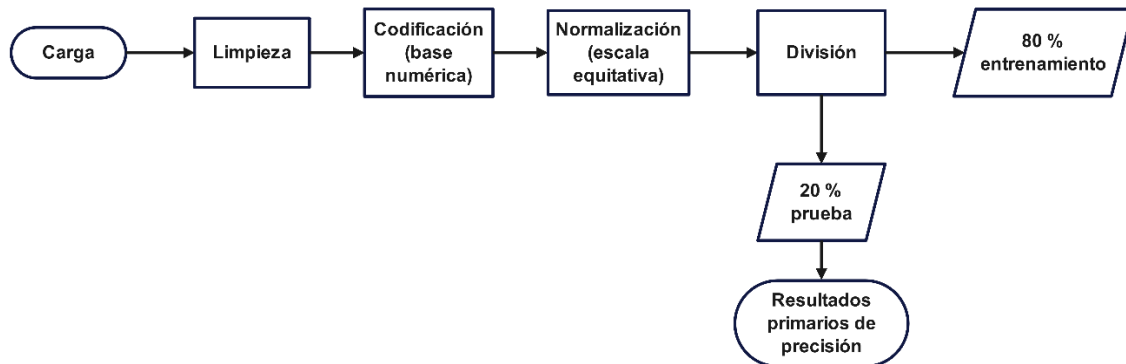 Carga
Limpieza
Codificación
(base
numérica)
Normalización
(escala
equitativa)
División
80 %
entrenamiento
20 %
prueba
Resultados
primarios de
precisión